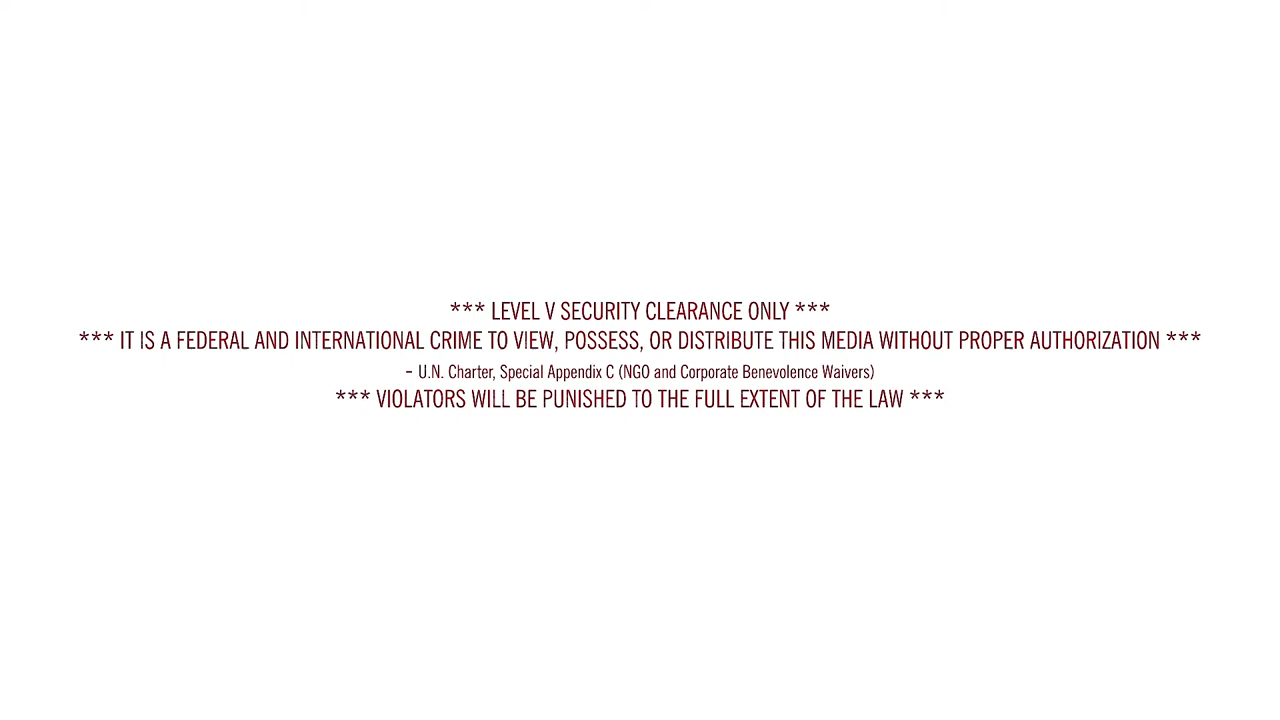 *** LEVEL V SECURITY CLEARANCE ONLY ***
*** IT IS A FEDERAL AND INTERNATIONAL CRIME TO VIEW, POSSESS, OR DISTRIBUTE THIS MEDIA WITHOUT PROPER AUTHORIZATION ***
– U.N. Charter, Special Appendix C (NGO and Corporate Benevolence Waivers)
*** VIOLATORS WILL BE PUNISHED TO THE FULL EXTENT OF THE LAW ***